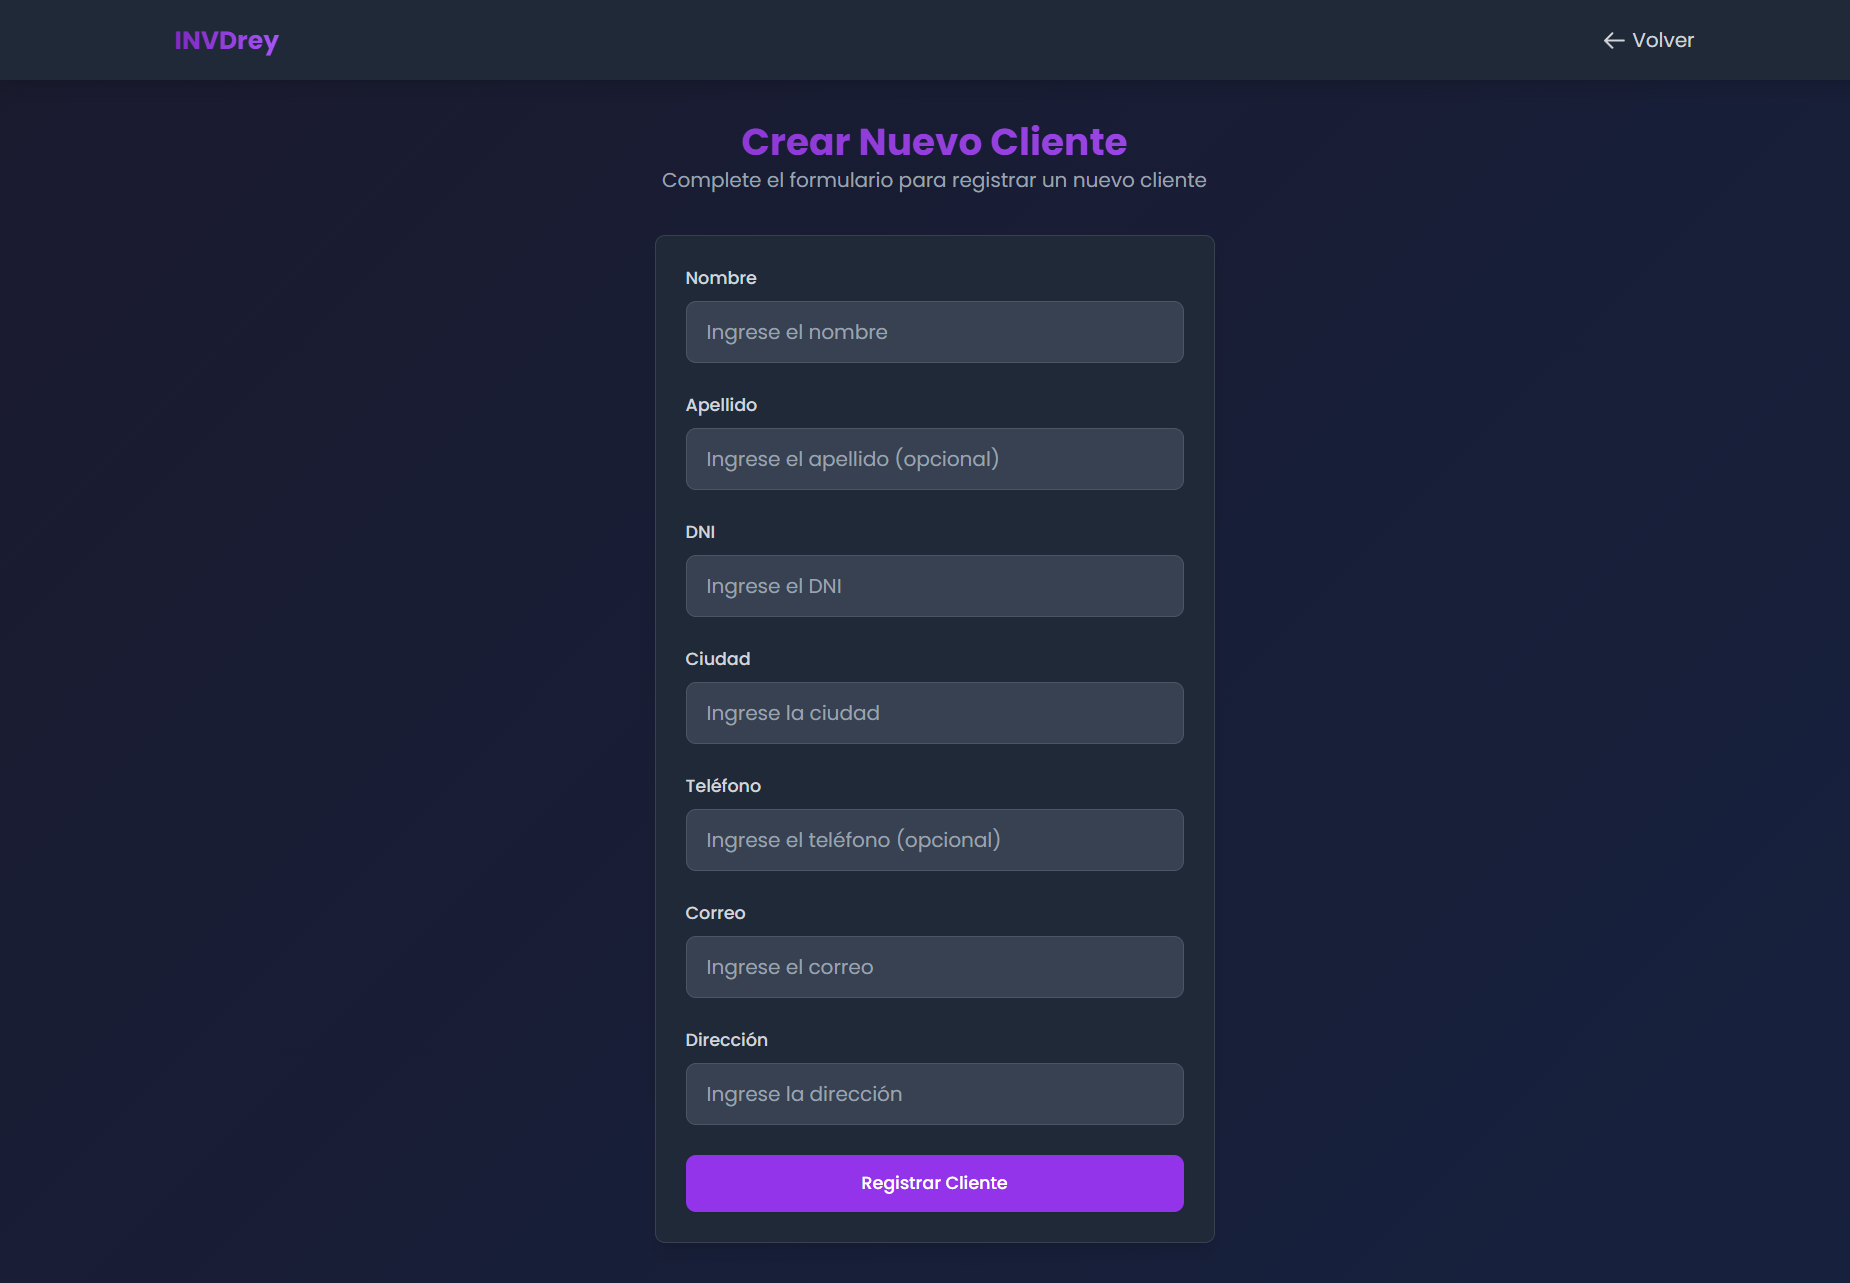 INVDrey
← Volver
Crear Nuevo Cliente
Complete el formulario para registrar un nuevo cliente
Nombre
Ingrese el nombre
Apellido
Ingrese el apellido (opcional)
DNI
Ingrese el DNI
Ciudad
Ingrese la ciudad
Teléfono
Ingrese el teléfono (opcional)
Correo
Ingrese el correo
Dirección
Ingrese la dirección
Registrar Cliente